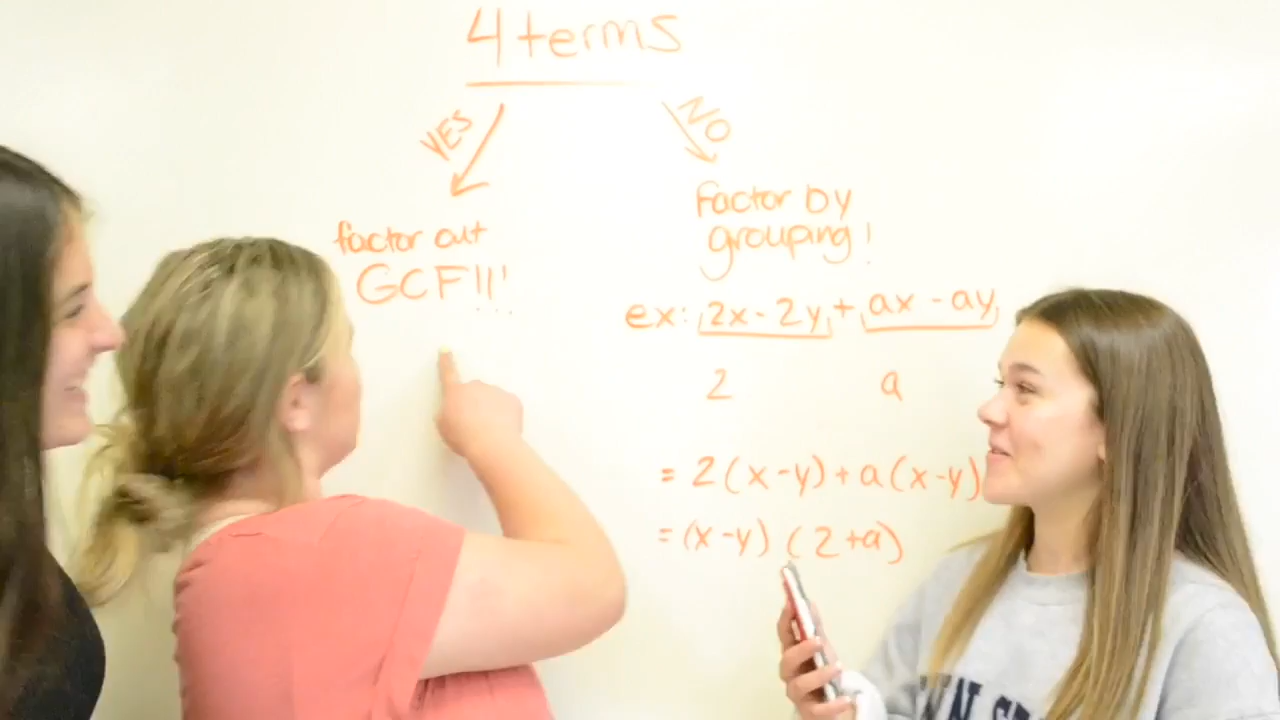 4 terms
YES
NO
factor out
GCF!!!
Factor by
grouping!
ex: 2x - 2y + ax - ay
2 a
= 2(x-y) + a(x-y)
= (x-y) (2+a)